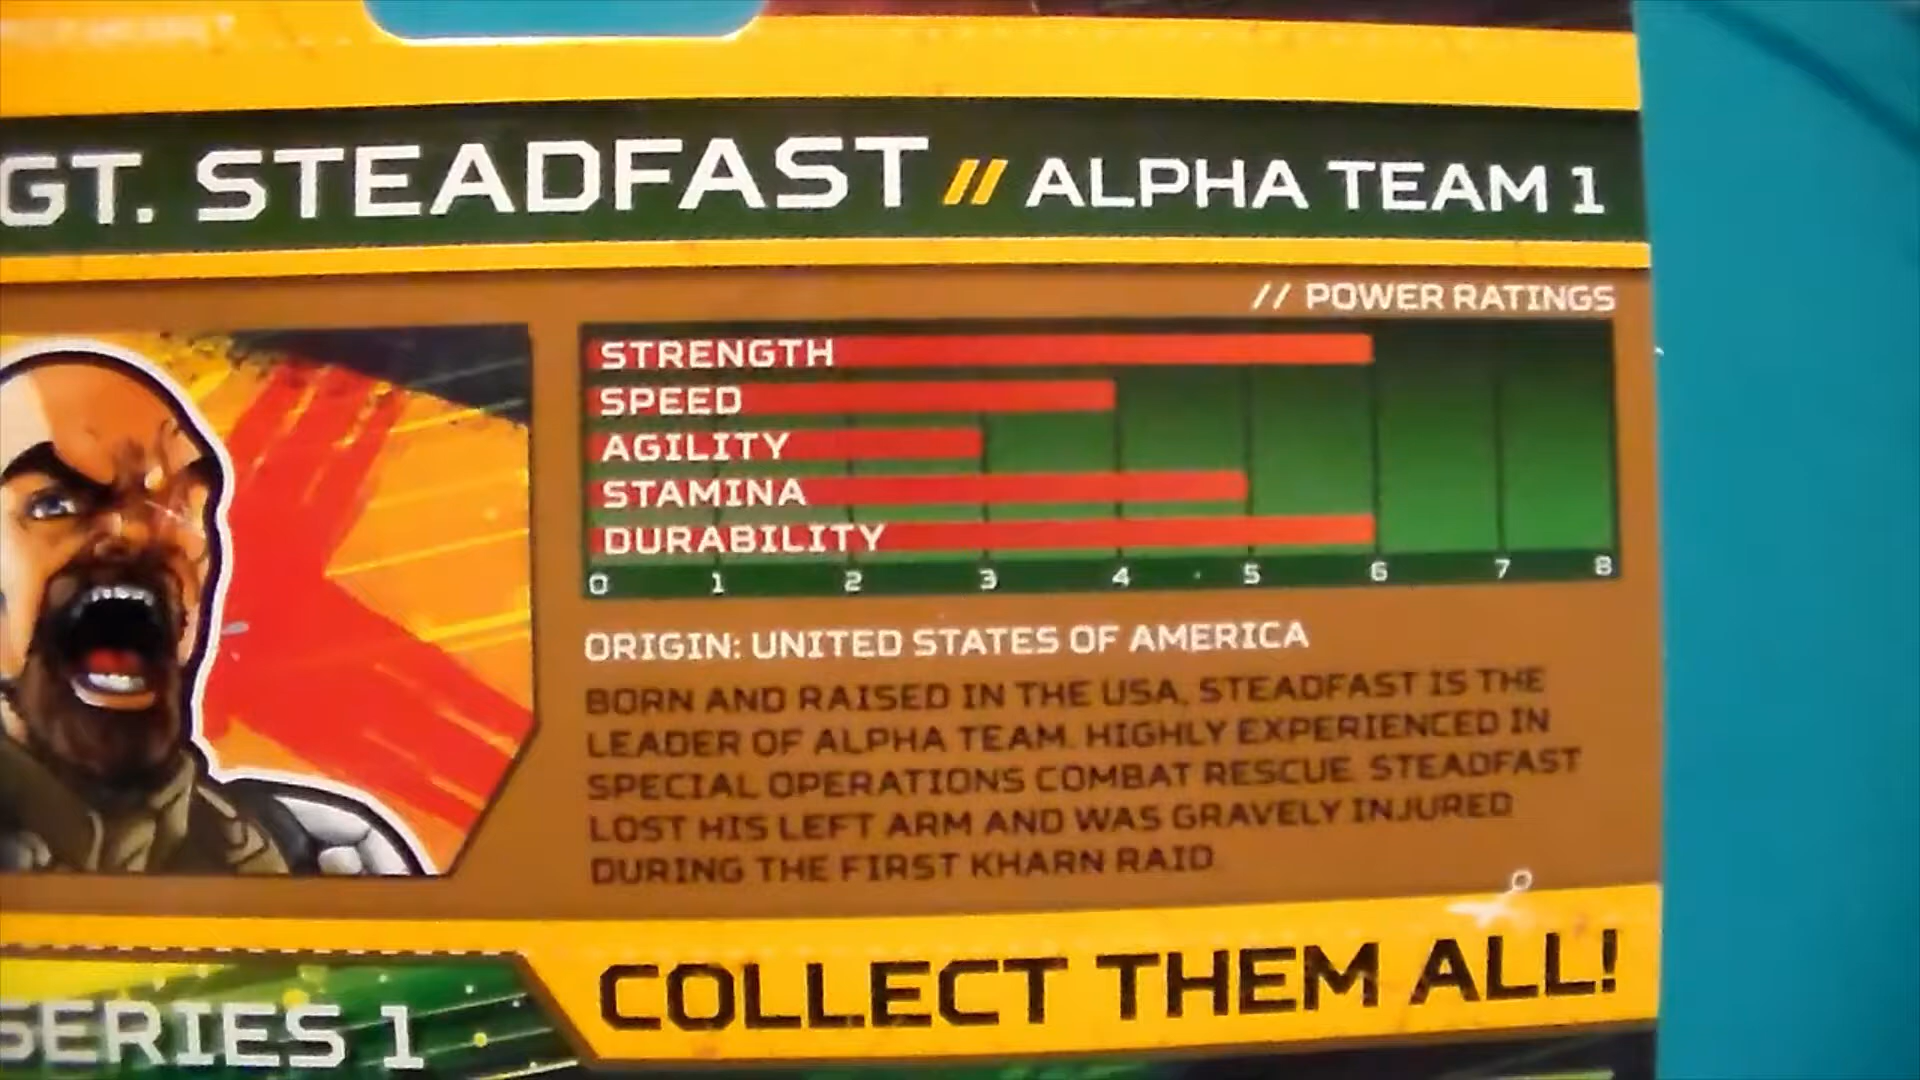 GT. STEADFAST // ALPHA TEAM 1
// POWER RATINGS
STRENGTH
SPEED
AGILITY
STAMINA
DURABILITY
0 1 2 3 4 5 6 7 8
ORIGIN: UNITED STATES OF AMERICA
BORN AND RAISED IN THE USA, STEADFAST IS THE
LEADER OF ALPHA TEAM. HIGHLY EXPERIENCED IN
SPECIAL OPERATIONS COMBAT RESCUE. STEADFAST
LOST HIS LEFT ARM AND WAS GRAVELY INJURED
DURING THE FIRST KHARN RAID.
COLLECT THEM ALL!
SERIES 1